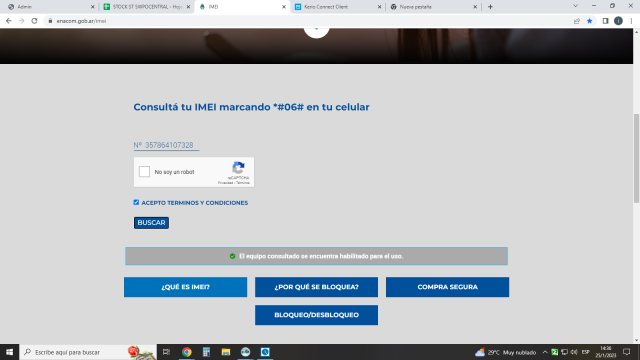 Admin
STOCK ST SMPOCENTRAL - Hoj
IMEI
Kerio Connect Client
Nueva pestaña
enacom.gob.ar/imei
Consultá tu IMEI marcando *#06# en tu celular
Nº 357864107328
No soy un robot
reCAPTCHA
Privacidad - Términos
ACEPTO TERMINOS Y CONDICIONES
BUSCAR
El equipo consultado se encuentra habilitado para el uso.
¿QUÉ ES IMEI?
¿POR QUÉ SE BLOQUEA?
COMPRA SEGURA
BLOQUEO/DESBLOQUEO
Escribe aquí para buscar
29°C Muy nublado
ESP
14:36
25/1/2023